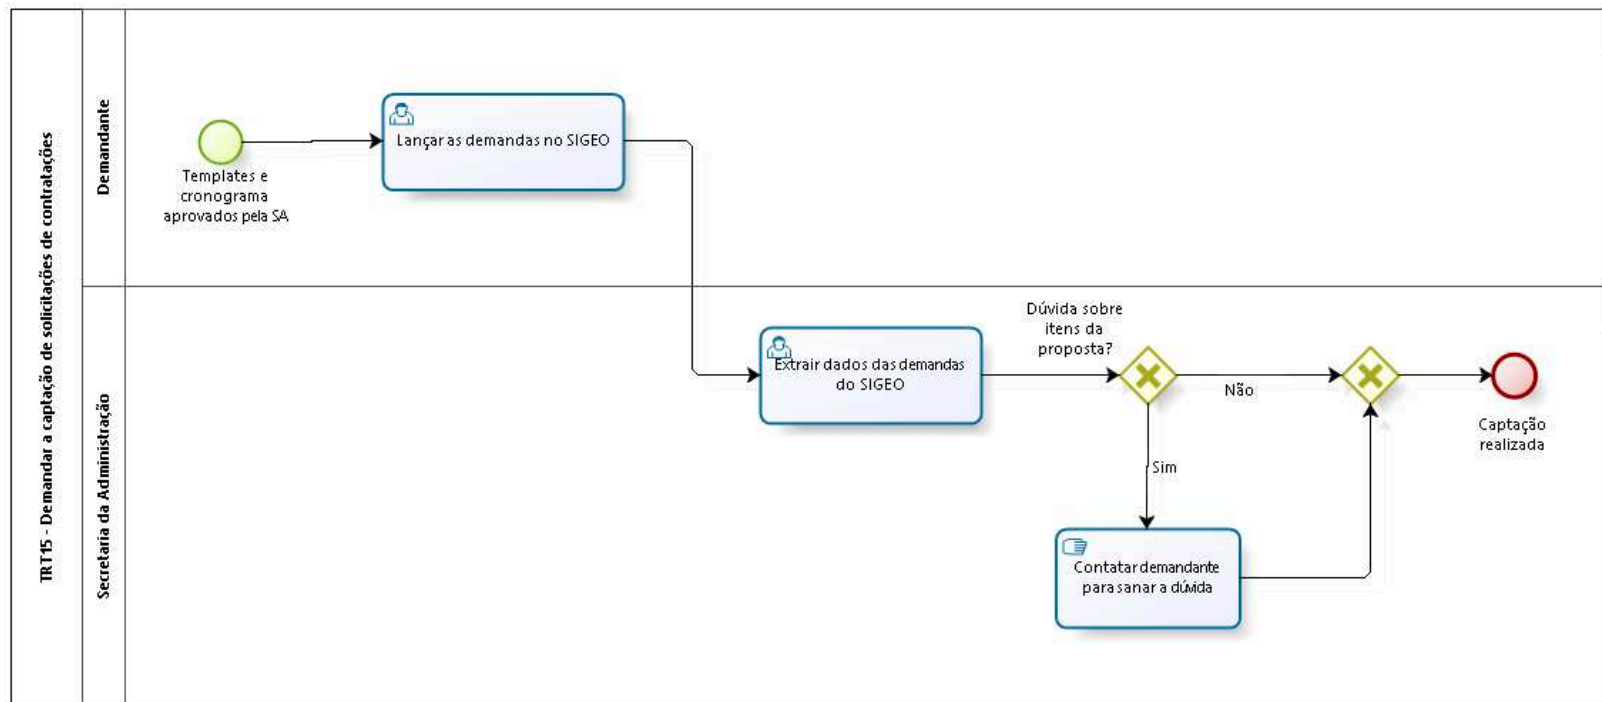 TRT15 - Demandar a captação de solicitações de contratações
Demandante
Templates e
cronograma
aprovados pela SA
Lançar as demandas no SIGEO
Secretaria da Administração
Extrair dados das demandas
do SIGEO
Dúvida sobre
itens da
proposta?
Não
Sim
Contatar demandante
para sanar a dúvida
Captação
realizada